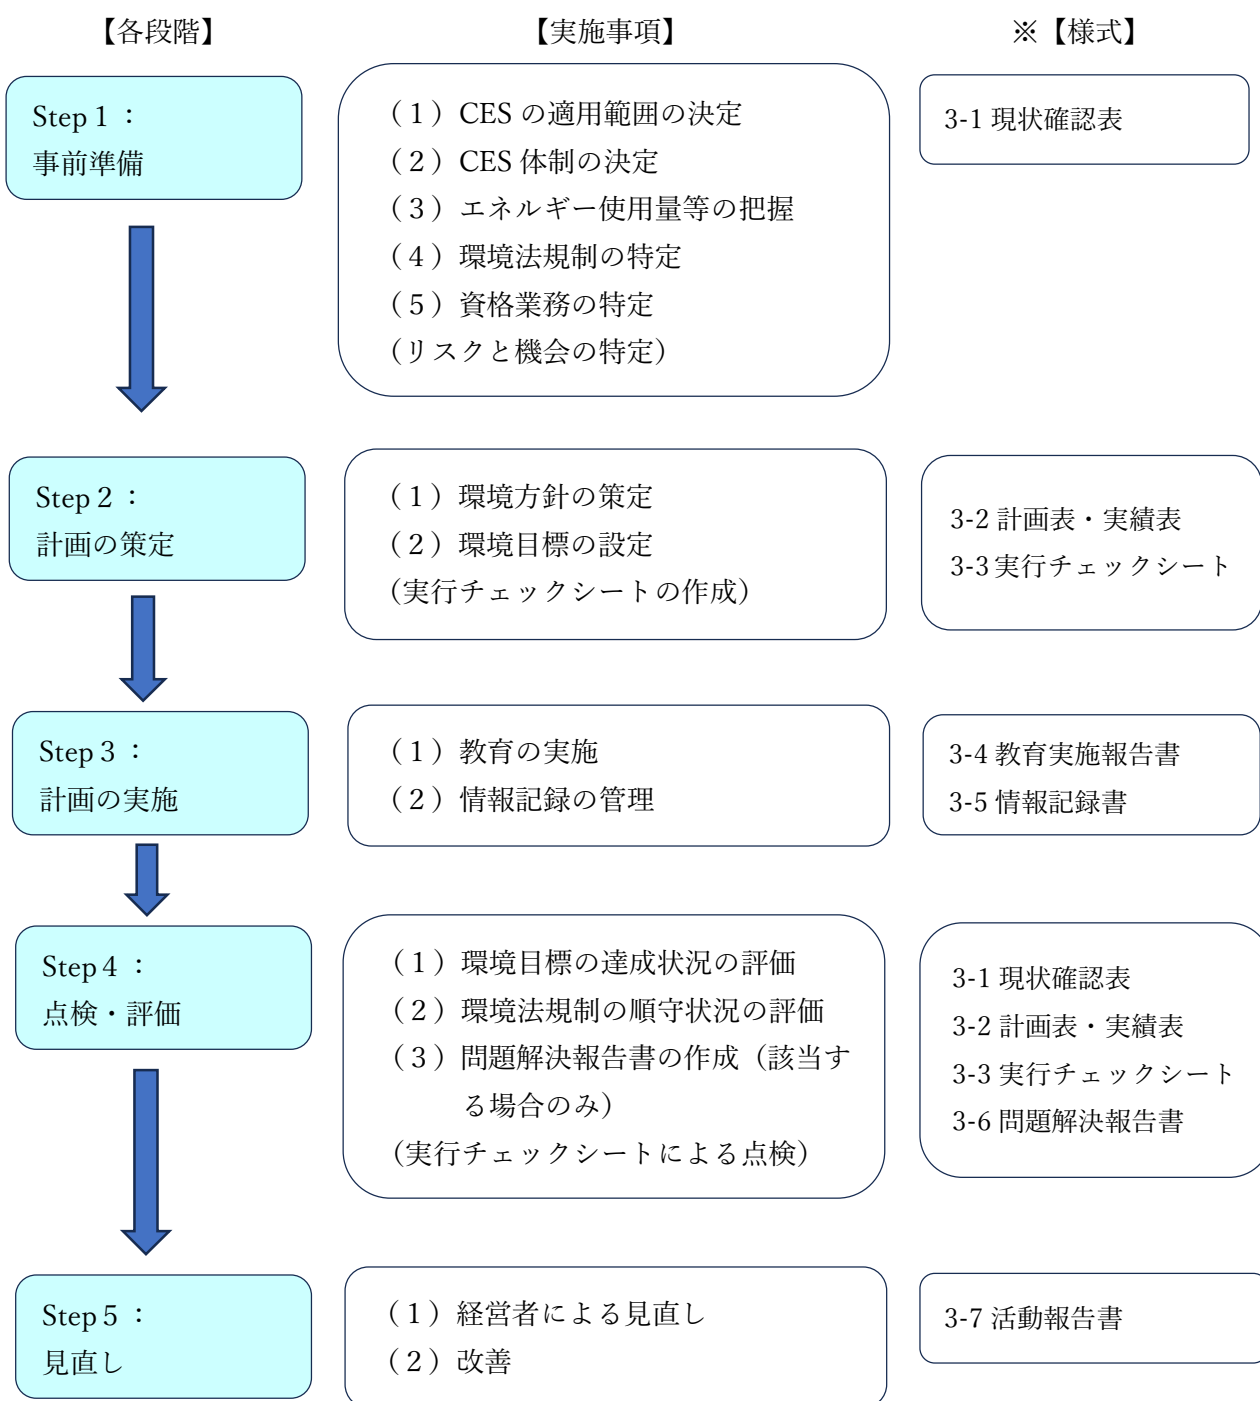 【各段階】
【実施事項】
※【様式】
Step 1 :
事前準備
(1)CES の適用範囲の決定
(2)CES 体制の決定
(3)エネルギー使用量等の把握
(4)環境法規制の特定
(5)資格業務の特定
(リスクと機会の特定)
3-1 現状確認表
Step 2 :
計画の策定
(1)環境方針の策定
(2)環境目標の設定
(実行チェックシートの作成)
3-2 計画表・実績表
3-3 実行チェックシート
Step 3 :
計画の実施
(1)教育の実施
(2)情報記録の管理
3-4 教育実施報告書
3-5 情報記録書
Step 4 :
点検・評価
(1)環境目標の達成状況の評価
(2)環境法規制の順守状況の評価
(3)問題解決報告書の作成(該当す
る場合のみ)
(実行チェックシートによる点検)
3-1 現状確認表
3-2 計画表・実績表
3-3 実行チェックシート
3-6 問題解決報告書
Step 5 :
見直し
(1)経営者による見直し
(2)改善
3-7 活動報告書